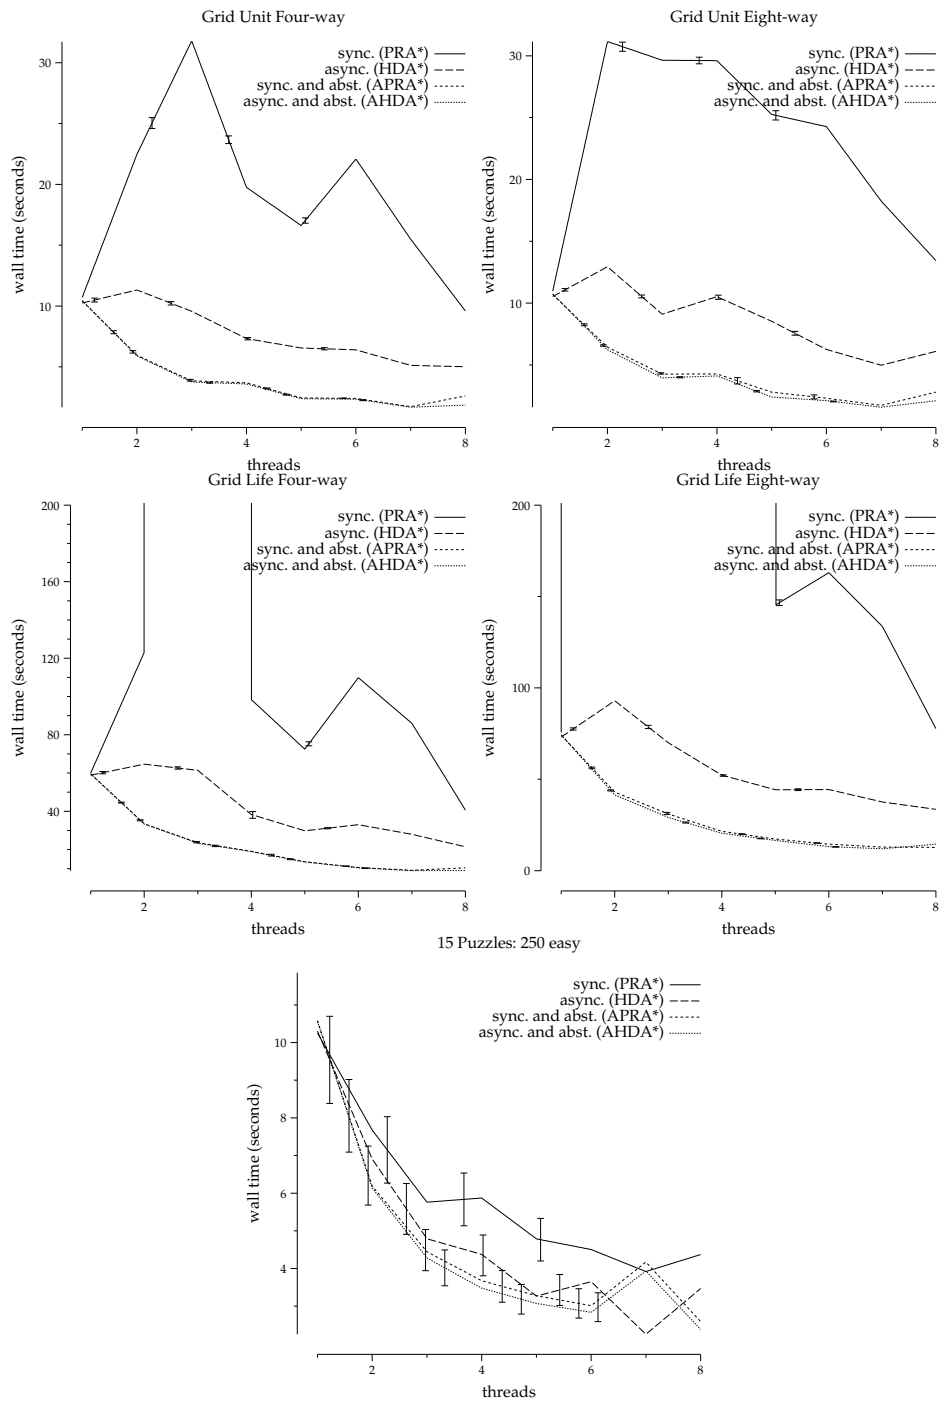 Grid Unit Four-way
sync. (PRA*)
async. (HDA*)
sync. and abst. (APRA*)
async. and abst. (AHDA*)
wall time (seconds)
30
20
10
2 4 6 8
threads
Grid Unit Eight-way
sync. (PRA*)
async. (HDA*)
sync. and abst. (APRA*)
async. and abst. (AHDA*)
wall time (seconds)
30
20
10
2 4 6 8
threads
Grid Life Four-way
sync. (PRA*)
async. (HDA*)
sync. and abst. (APRA*)
async. and abst. (AHDA*)
wall time (seconds)
200
160
120
80
40
2 4 6 8
threads
Grid Life Eight-way
sync. (PRA*)
async. (HDA*)
sync. and abst. (APRA*)
async. and abst. (AHDA*)
wall time (seconds)
200
100
0
2 4 6 8
threads
15 Puzzles: 250 easy
sync. (PRA*)
async. (HDA*)
sync. and abst. (APRA*)
async. and abst. (AHDA*)
wall time (seconds)
10
8
6
4
2 4 6 8
threads